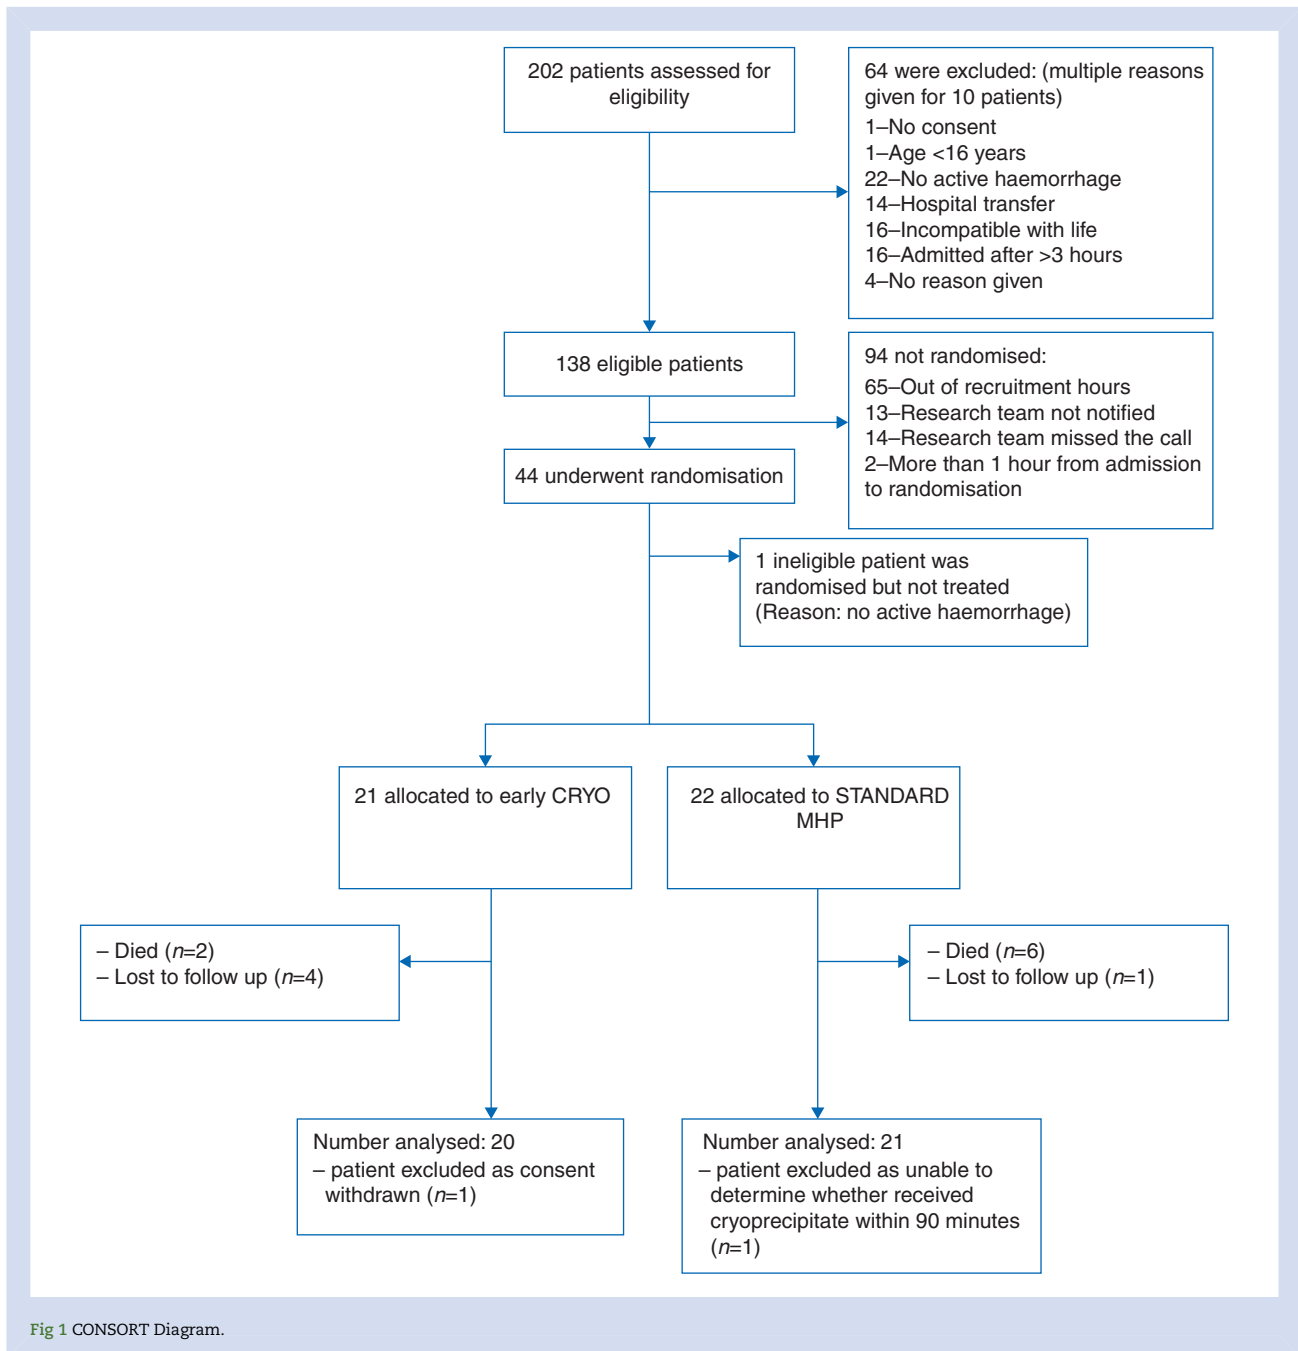 202 patients assessed for
eligibility
64 were excluded: (multiple reasons
given for 10 patients)
1–No consent
1–Age <16 years
22–No active haemorrhage
14–Hospital transfer
16–Incompatible with life
16–Admitted after >3 hours
4–No reason given
138 eligible patients
94 not randomised:
65–Out of recruitment hours
13–Research team not notified
14–Research team missed the call
2–More than 1 hour from admission
to randomisation
44 underwent randomisation
1 ineligible patient was
randomised but not treated
(Reason: no active haemorrhage)
21 allocated to early CRYO
22 allocated to STANDARD
MHP
– Died (n=2)
– Lost to follow up (n=4)
– Died (n=6)
– Lost to follow up (n=1)
Number analysed: 20
– patient excluded as consent
withdrawn (n=1)
Number analysed: 21
– patient excluded as unable to
determine whether received
cryoprecipitate within 90 minutes
(n=1)
Fig 1 CONSORT Diagram.